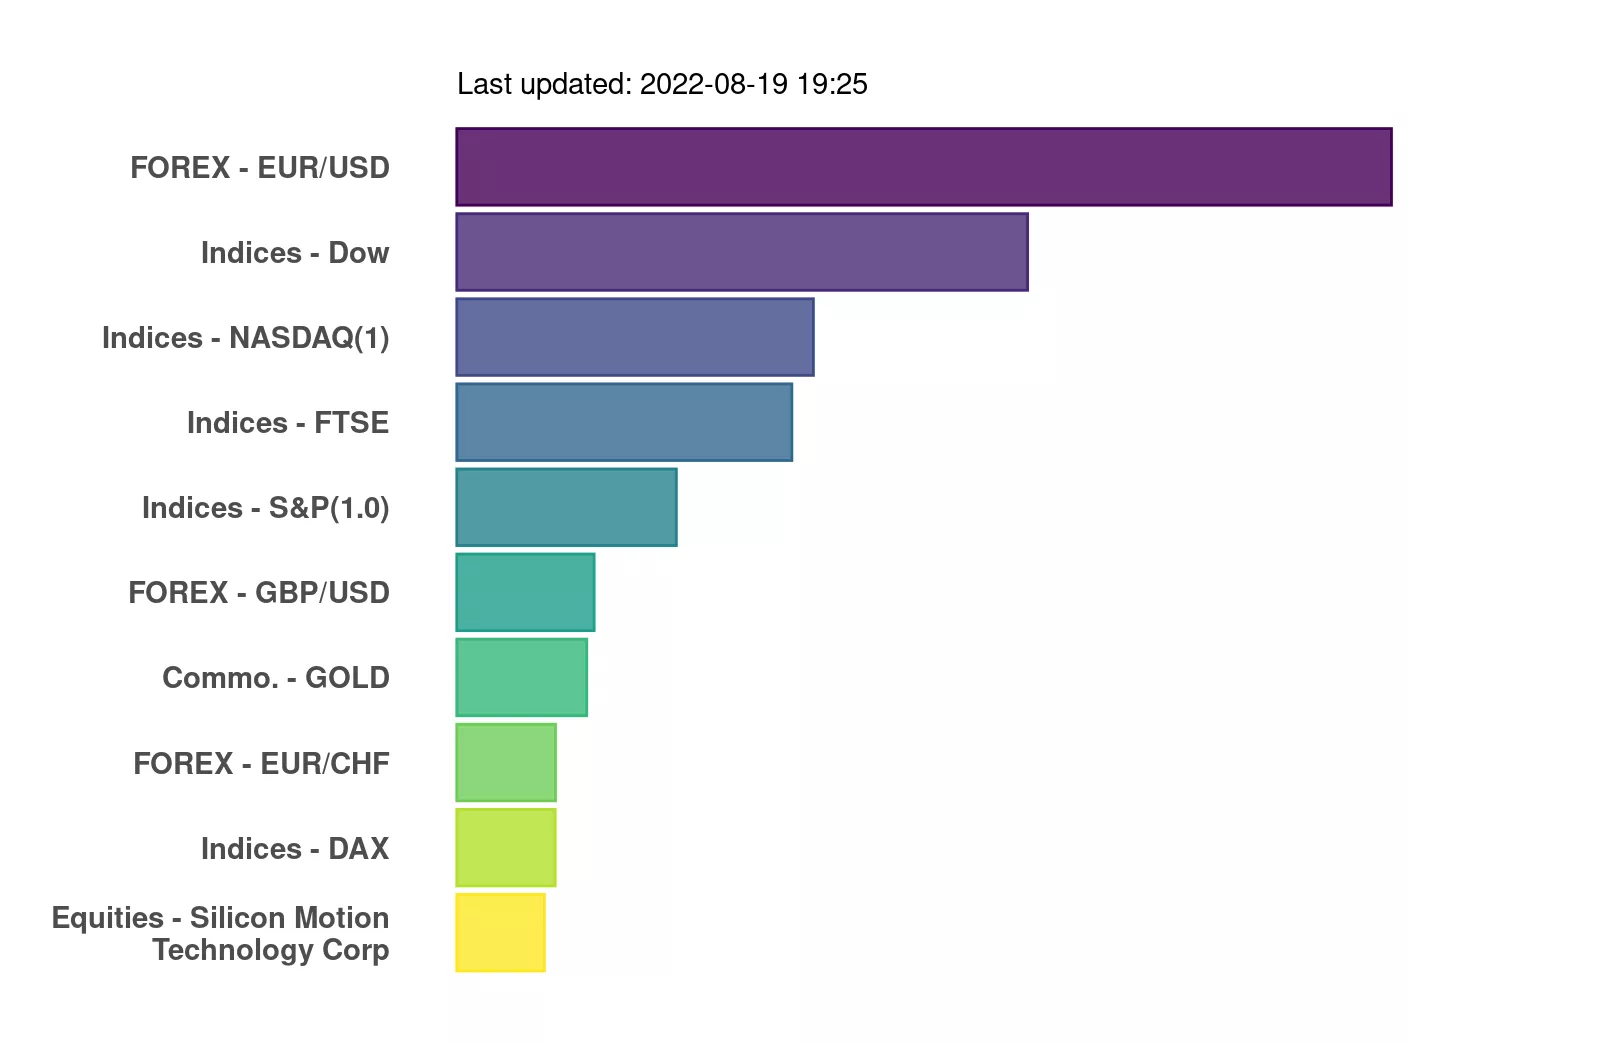 Last updated: 2022-08-19 19:25
FOREX - EUR/USD
Indices - Dow
Indices - NASDAQ(1)
Indices - FTSE
Indices - S&P(1.0)
FOREX - GBP/USD
Commo. - GOLD
FOREX - EUR/CHF
Indices - DAX
Equities - Silicon Motion
Technology Corp